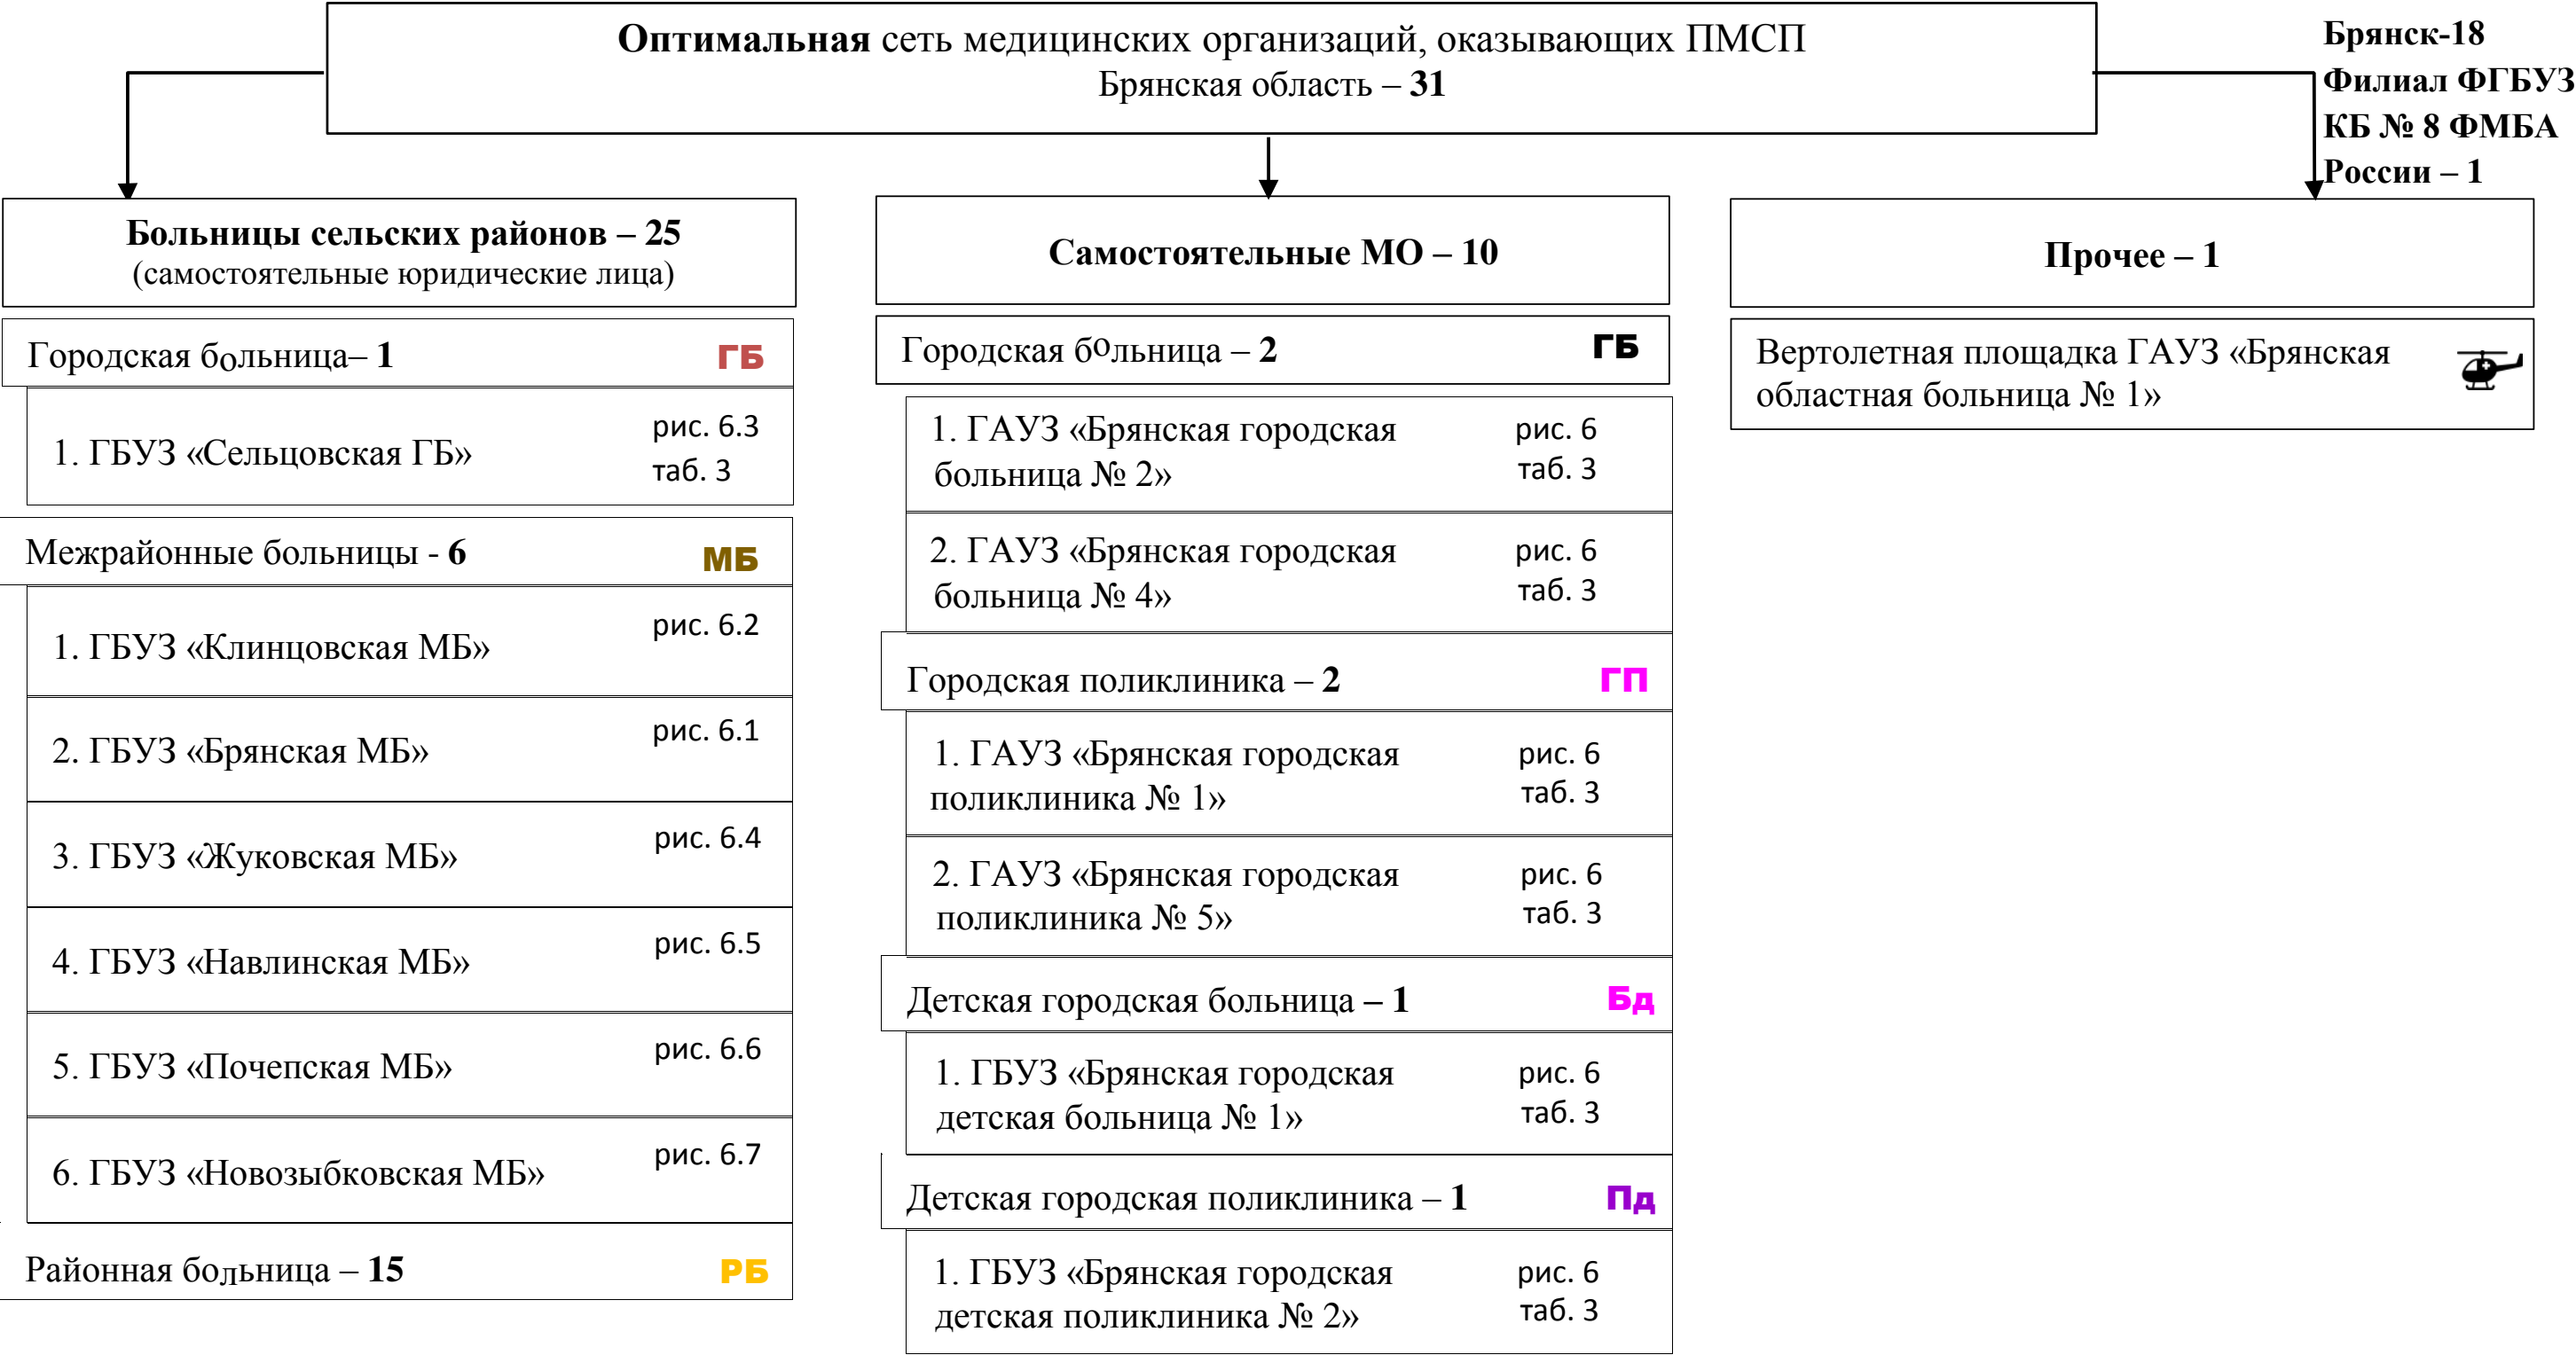 Оптимальная сеть медицинских организаций, оказывающих ПМСП
Брянская область – 31
Брянск-18
Филиал ФГБУЗ
КБ № 8 ФМБА
России – 1
Больницы сельских районов – 25
(самостоятельные юридические лица)
Городская больница– 1 ГБ
1. ГБУЗ «Сельцовская ГБ»
рис. 6.3
таб. 3
Межрайонные больницы - 6 МБ
1. ГБУЗ «Клинцовская МБ» рис. 6.2
2. ГБУЗ «Брянская МБ» рис. 6.1
3. ГБУЗ «Жуковская МБ» рис. 6.4
4. ГБУЗ «Навлинская МБ» рис. 6.5
5. ГБУЗ «Почепская МБ» рис. 6.6
6. ГБУЗ «Новозыбковская МБ» рис. 6.7
Районная больница – 15 РБ
Самостоятельные МО – 10
Городская больница – 2 ГБ
1. ГАУЗ «Брянская городская рис. 6
больница № 2» таб. 3
2. ГАУЗ «Брянская городская рис. 6
больница № 4» таб. 3
Городская поликлиника – 2 ГП
1. ГАУЗ «Брянская городская рис. 6
поликлиника № 1» таб. 3
2. ГАУЗ «Брянская городская рис. 6
поликлиника № 5» таб. 3
Детская городская больница – 1 Бд
1. ГБУЗ «Брянская городская рис. 6
детская больница № 1» таб. 3
Детская городская поликлиника – 1 Пд
1. ГБУЗ «Брянская городская рис. 6
детская поликлиника № 2» таб. 3
Прочее – 1
Вертолетная площадка ГАУЗ «Брянская
областная больница № 1»